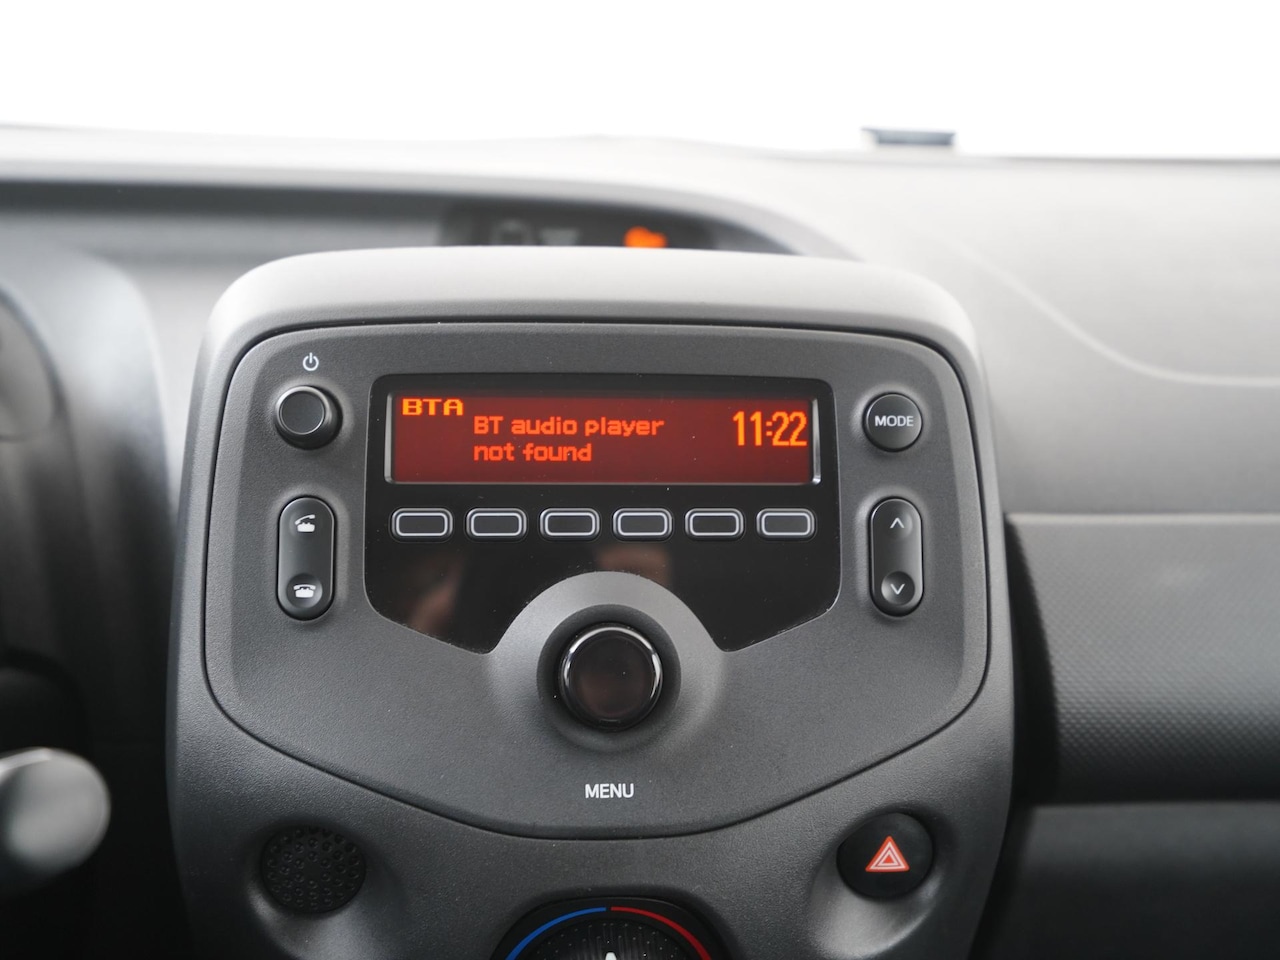 BTA
BT audio player
not found
11:22
MODE
MENU